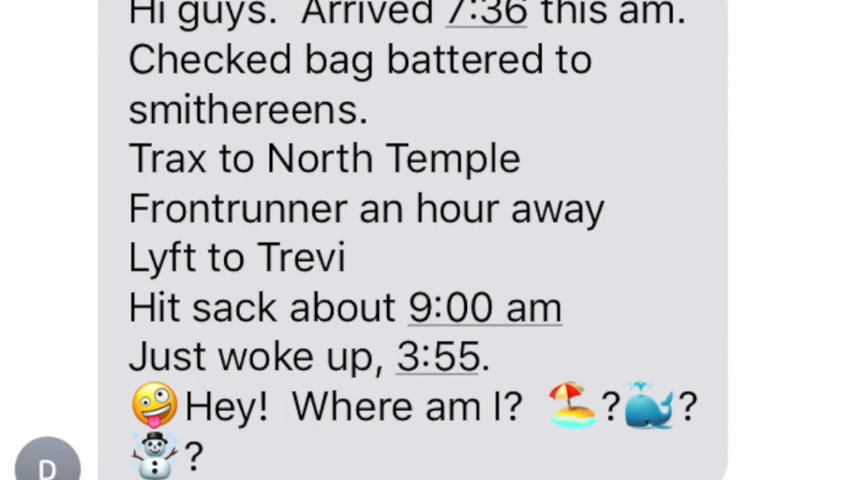 Hi guys.  Arrived 7:36 this am.
Checked bag battered to
smithereens.
Trax to North Temple
Frontrunner an hour away
Lyft to Trevi
Hit sack about 9:00 am
Just woke up, 3:55.
🤪Hey!  Where am I?  🏖️?🐳?
☃️?
D